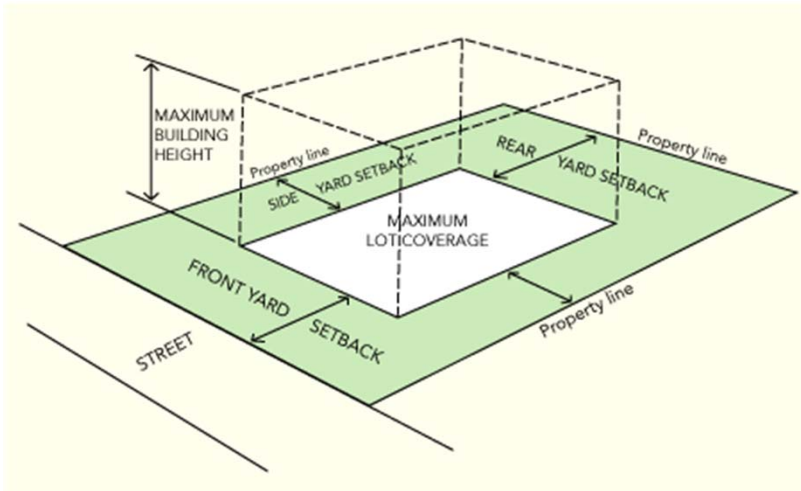 MAXIMUM
BUILDING
HEIGHT
Property line
SIDE YARD SETBACK
REAR YARD SETBACK
Property line
MAXIMUM
LOTICOVERAGE
FRONT YARD SETBACK
Property line
STREET